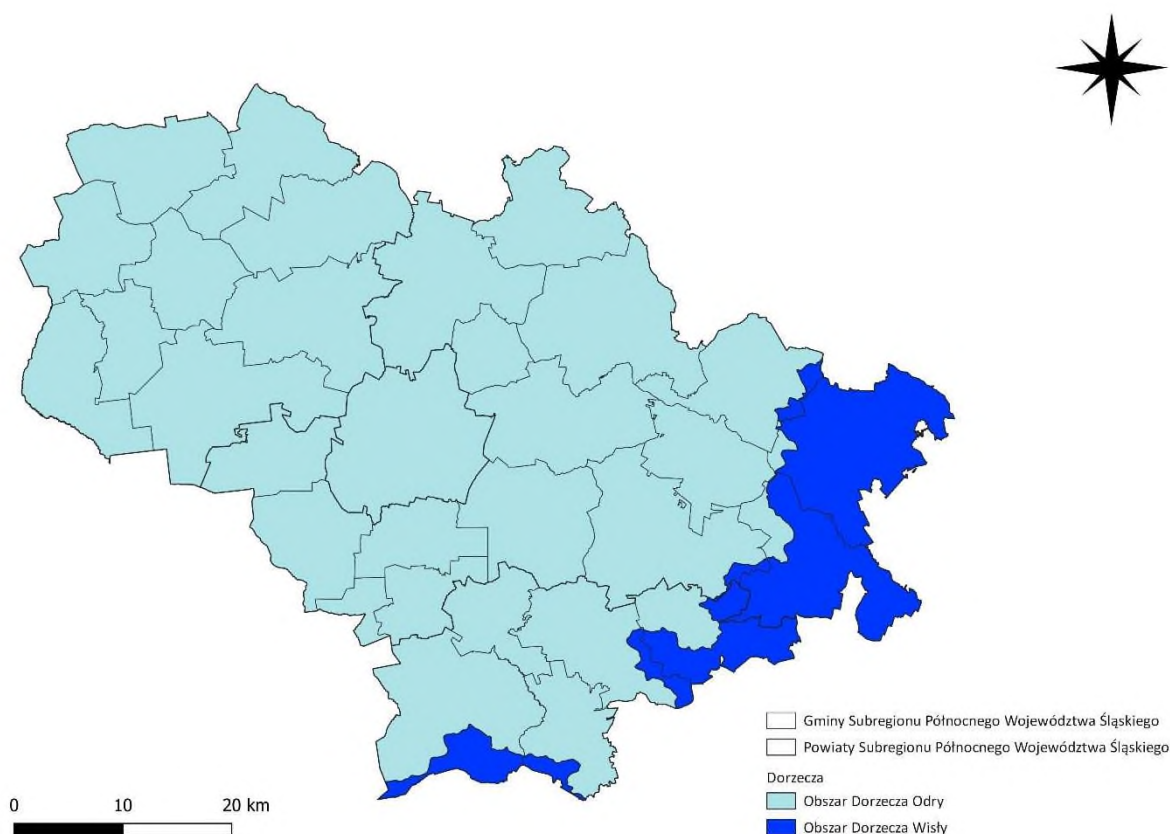 Gminy Subregionu Północnego Województwa Śląskiego
Powiaty Subregionu Północnego Województwa Śląskiego
Dorzecza
Obszar Dorzecza Odry
Obszar Dorzecza Wisły
0 10 20 km